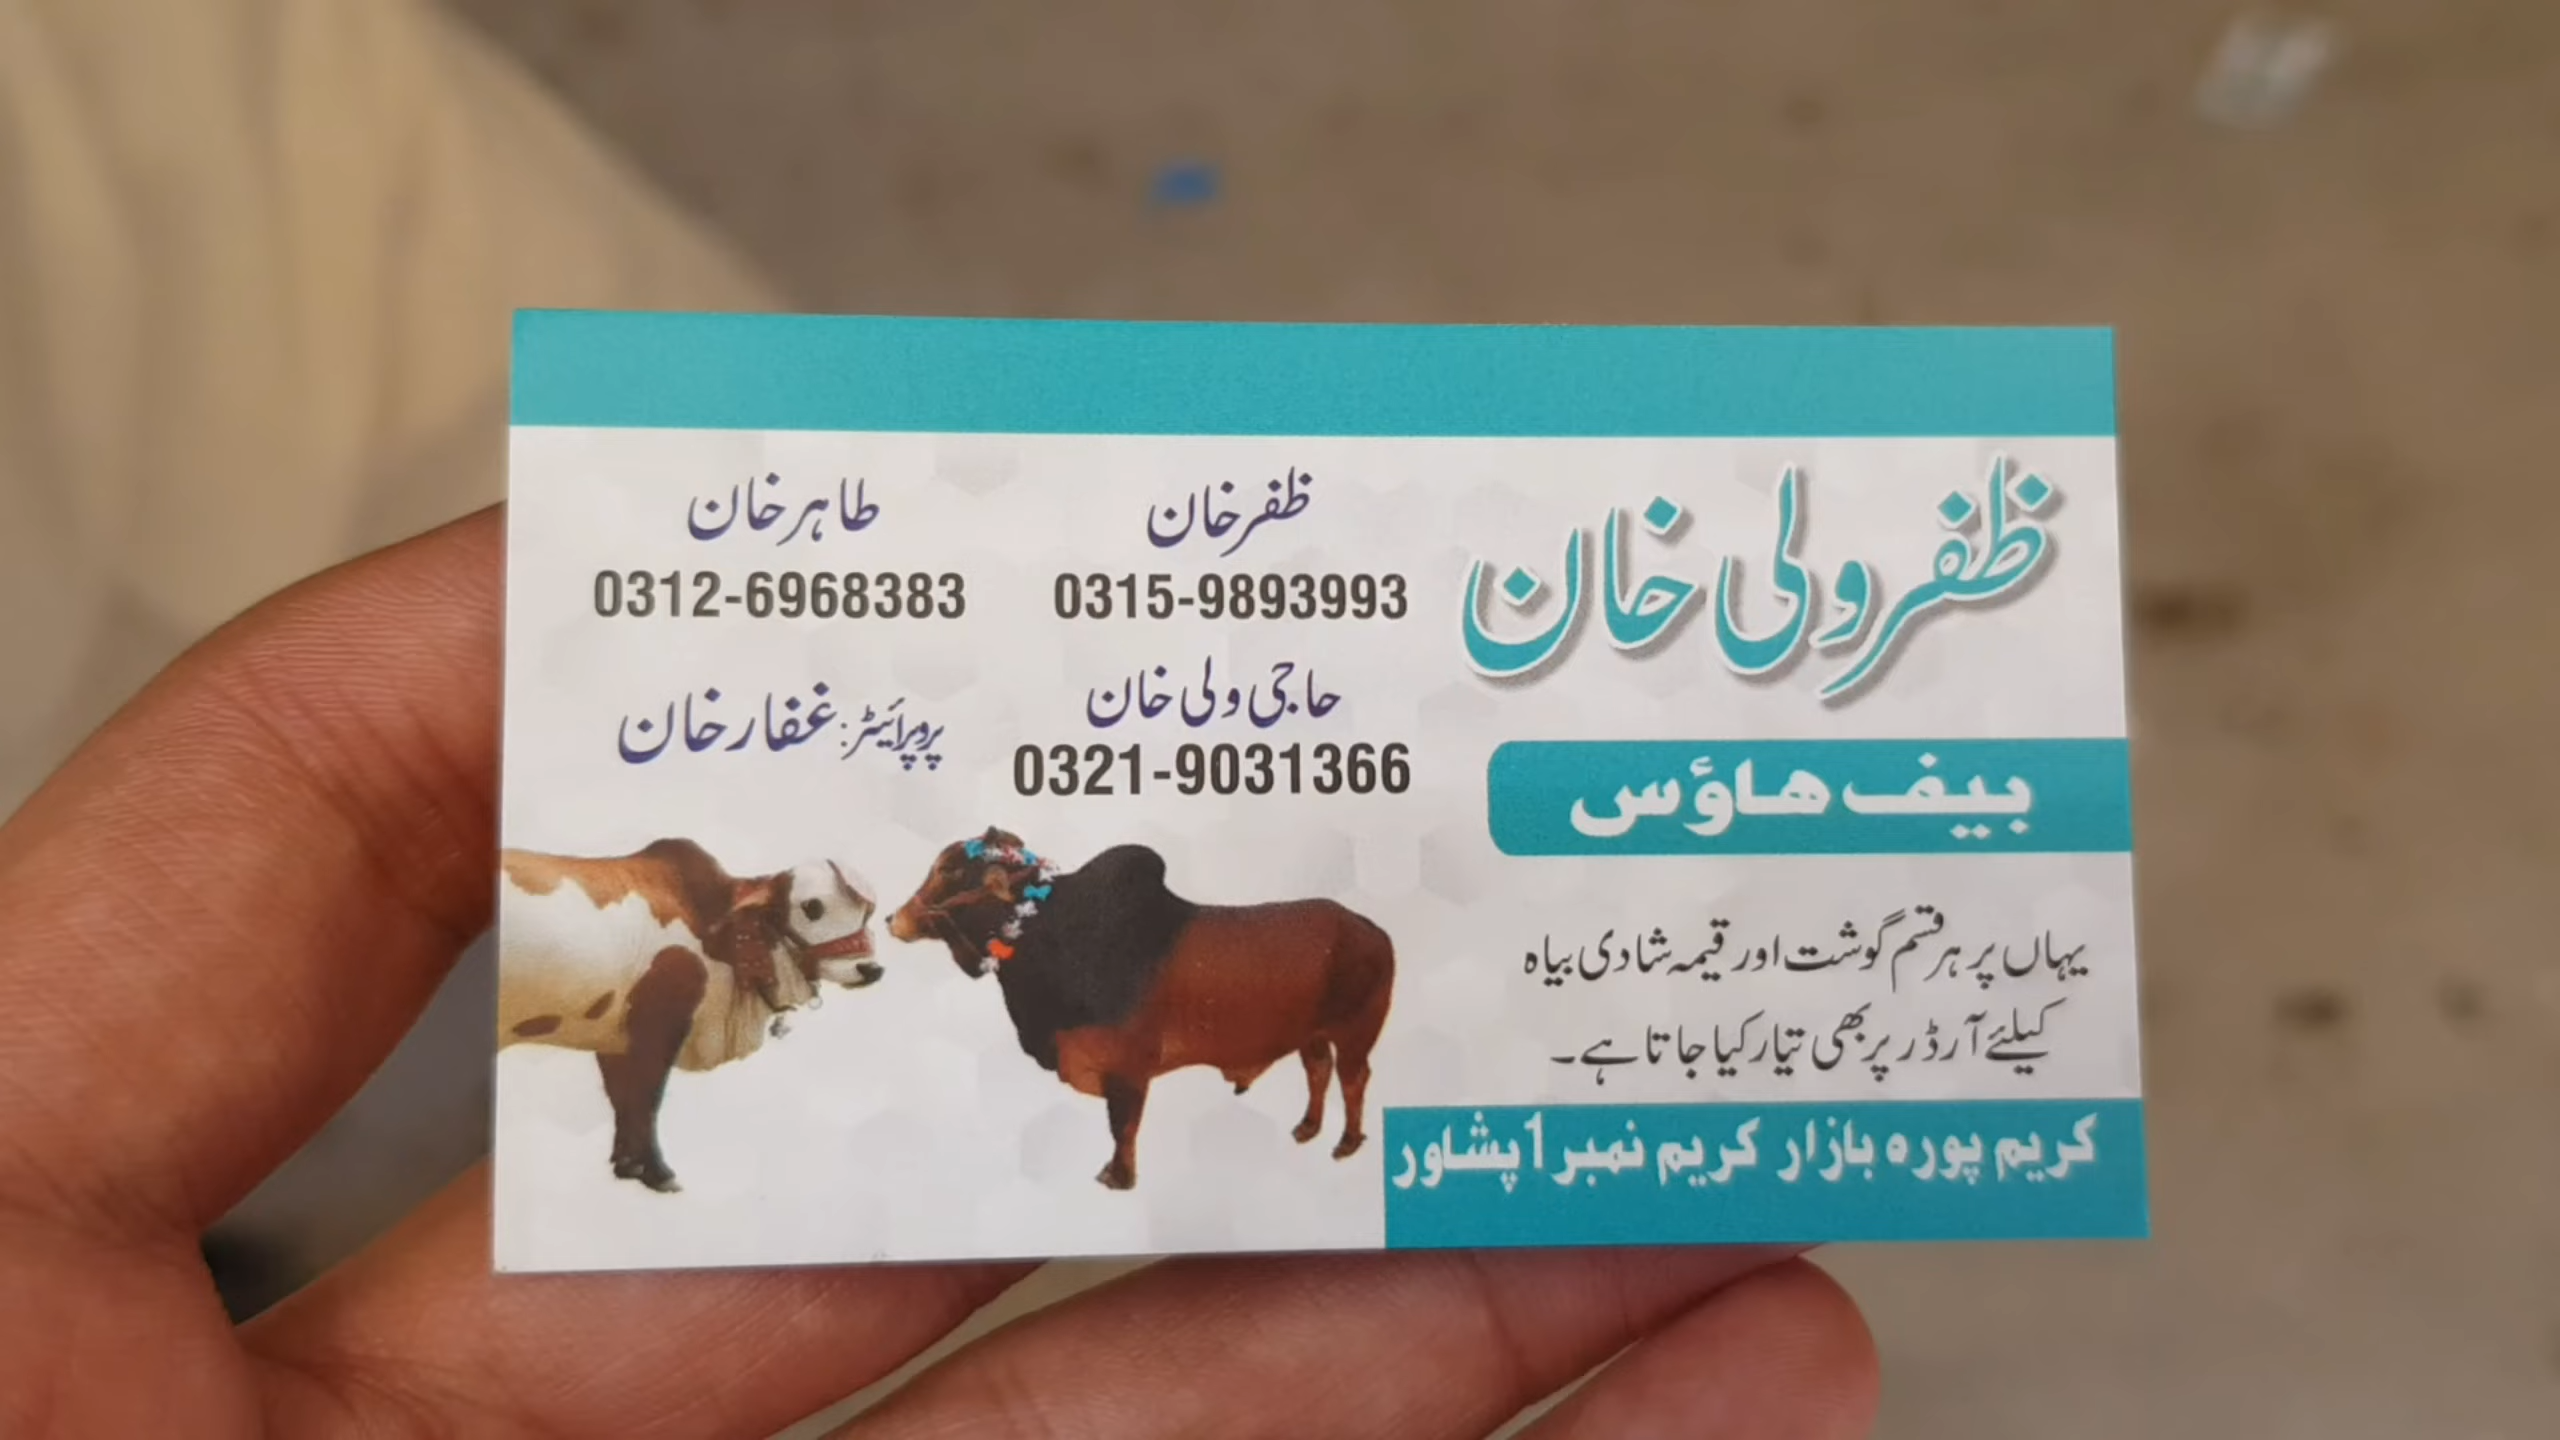 ظفر ولی خان
بیف ہاؤس
یہاں پر ہر قسم گوشت اور قیمہ شادی بیاہ
کیلئے آرڈر پر بھی تیار کیا جاتا ہے۔
کریم پورہ بازار کریم نمبر 1 پشاور
ظفر خان
0315-9893993
حاجی ولی خان
0321-9031366
طاہر خان
0312-6968383
پروپرائیٹر: غفار خان